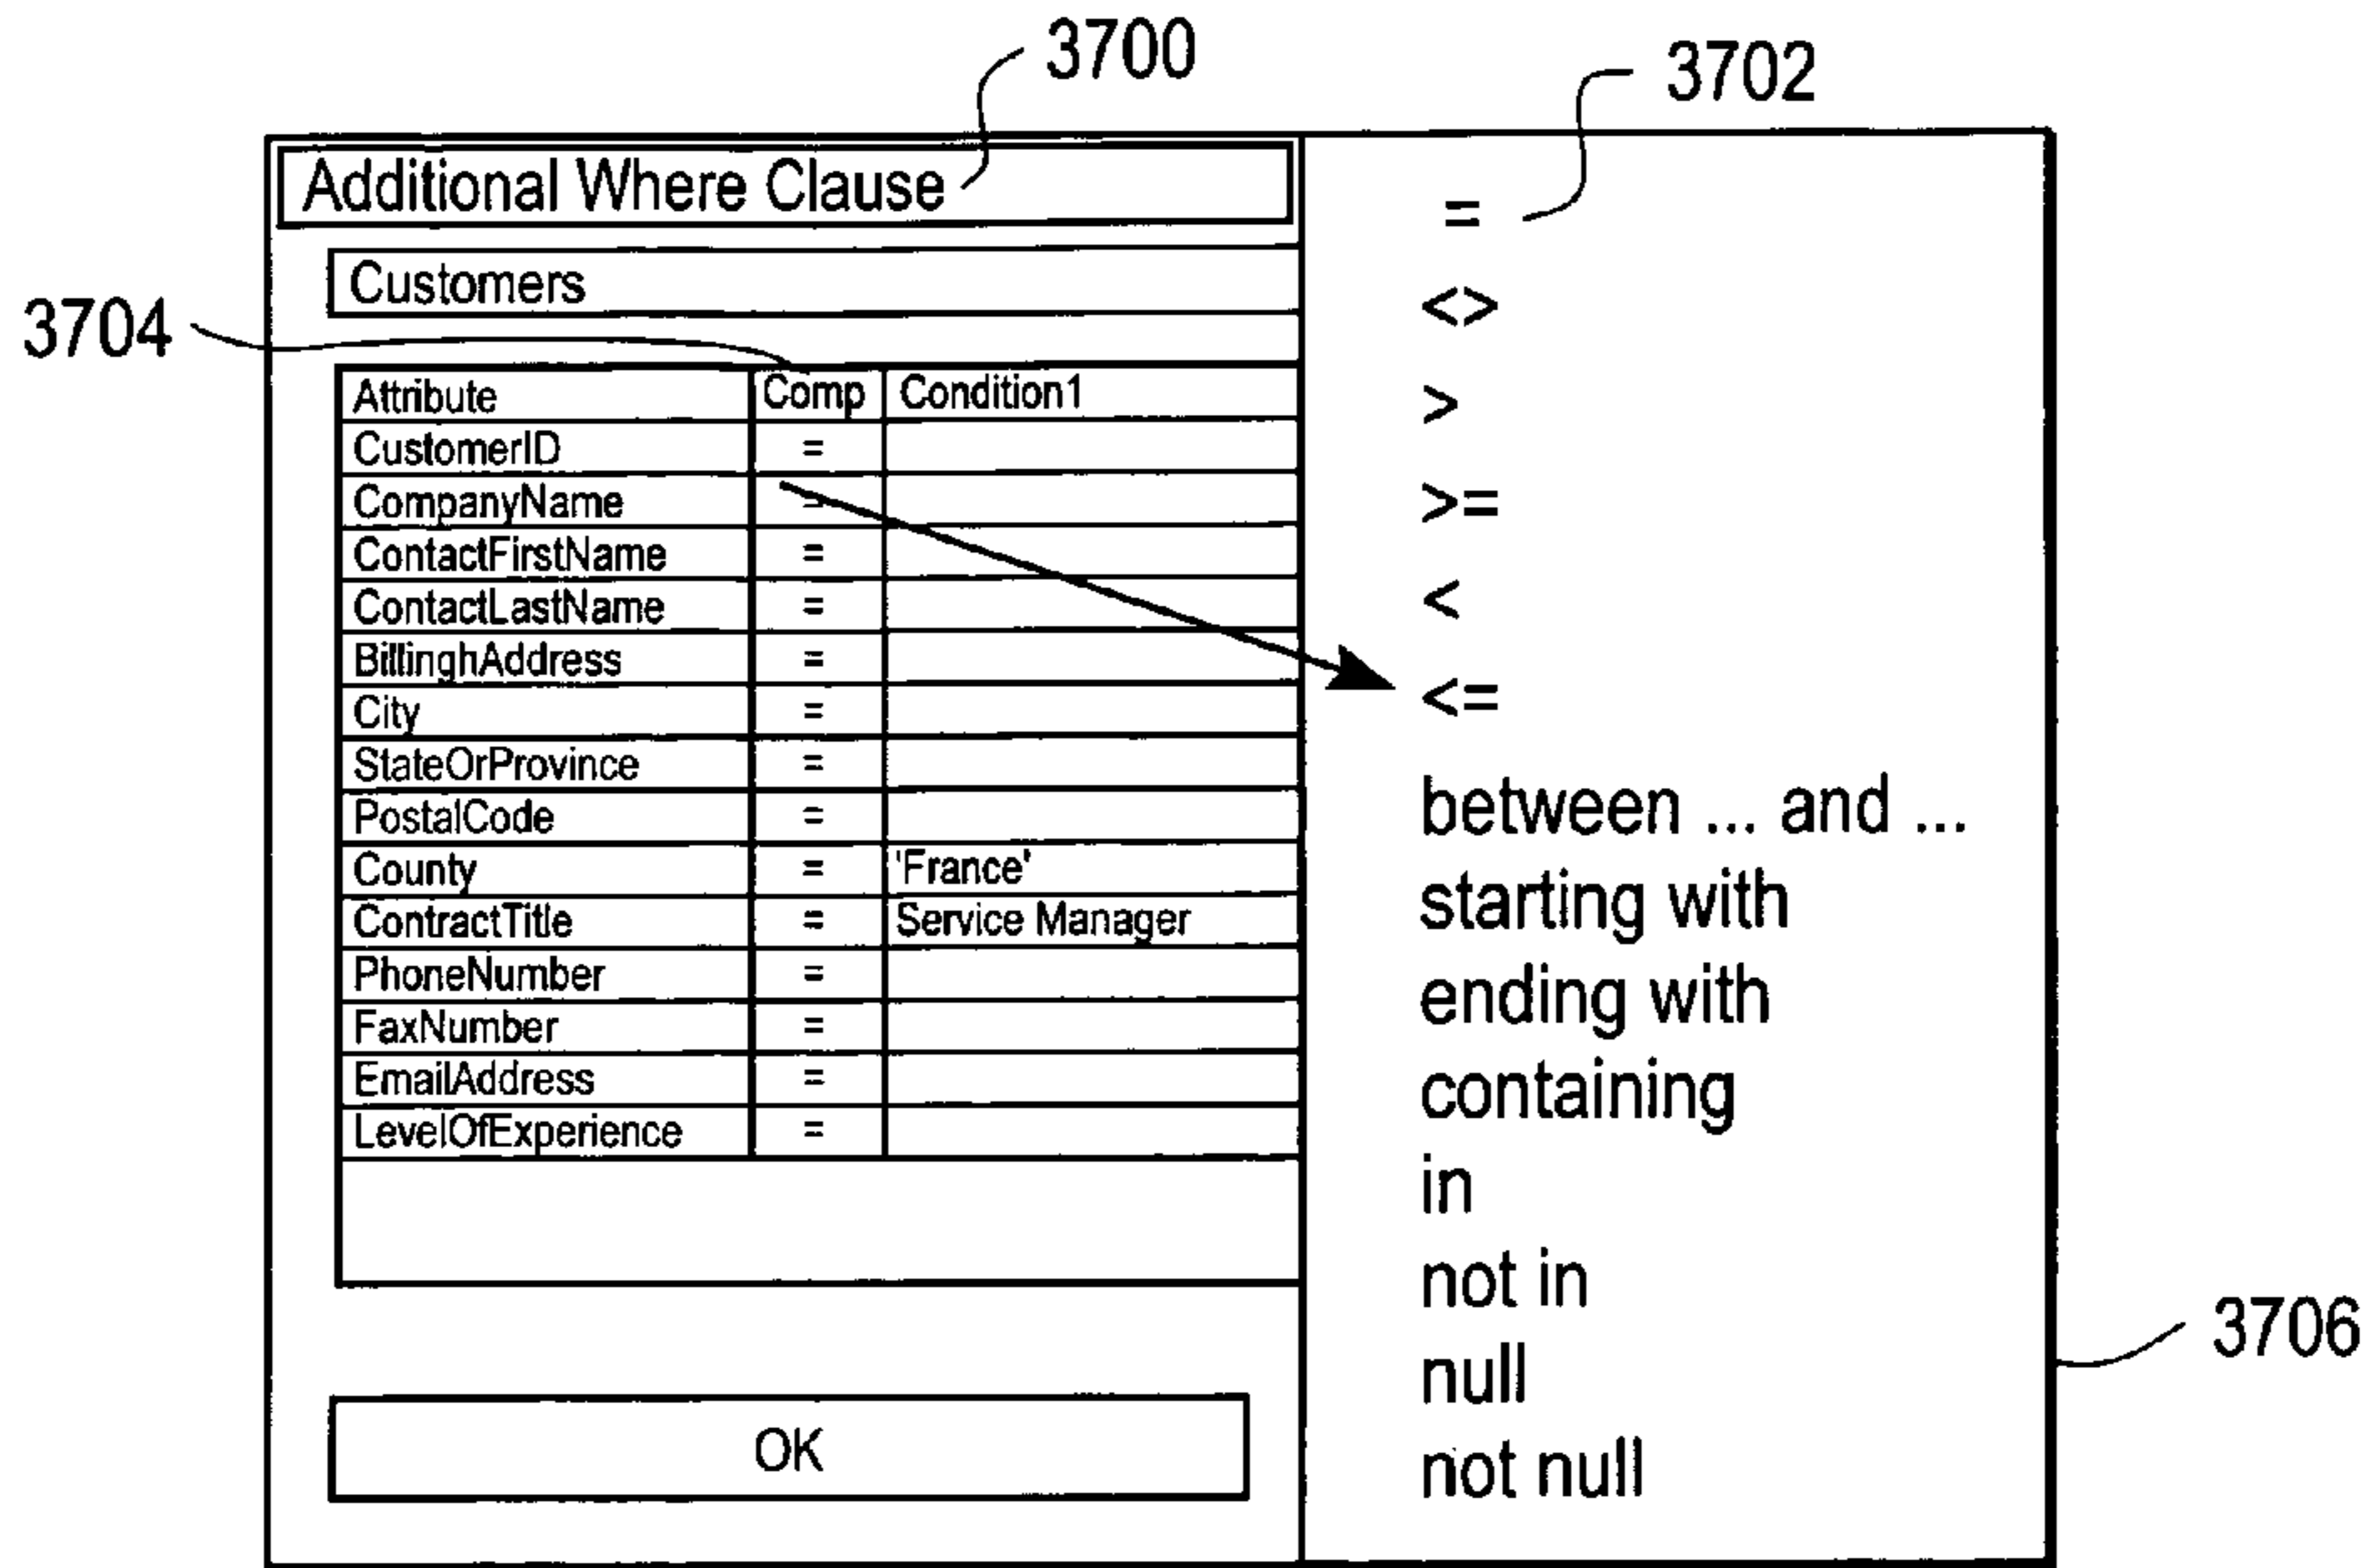 3700
3702
Additional Where Clause
Customers
3704
Attribute Comp Condition1
CustomerID =
CompanyName =
ContactFirstName =
ContactLastName =
BillinghAddress =
City =
StateOrProvince =
PostalCode =
County = 'France'
ContractTitle = Service Manager
PhoneNumber =
FaxNumber =
EmailAddress =
LevelOfExperience =
OK
=
<>
>
>=
<
<=
between ... and ...
starting with
ending with
containing
in
not in
null
not null
3706